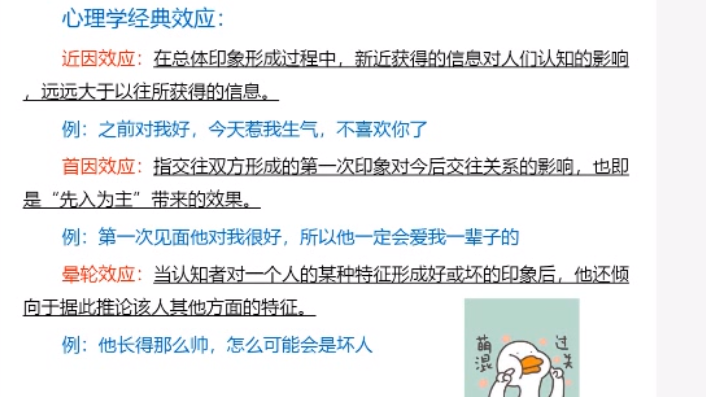 心理学经典效应：
近因效应：在总体印象形成过程中，新近获得的信息对人们认知的影响
，远远大于以往所获得的信息。
例：之前对我好，今天惹我生气，不喜欢你了
首因效应：指交往双方形成的第一次印象对今后交往关系的影响，也即
是“先入为主”带来的效果。
例：第一次见面他对我很好，所以他一定会爱我一辈子的
晕轮效应：当认知者对一个人的某种特征形成好或坏的印象后，他还倾
向于据此推论该人其他方面的特征。
例：他长得那么帅，怎么可能会是坏人
萌混
过关